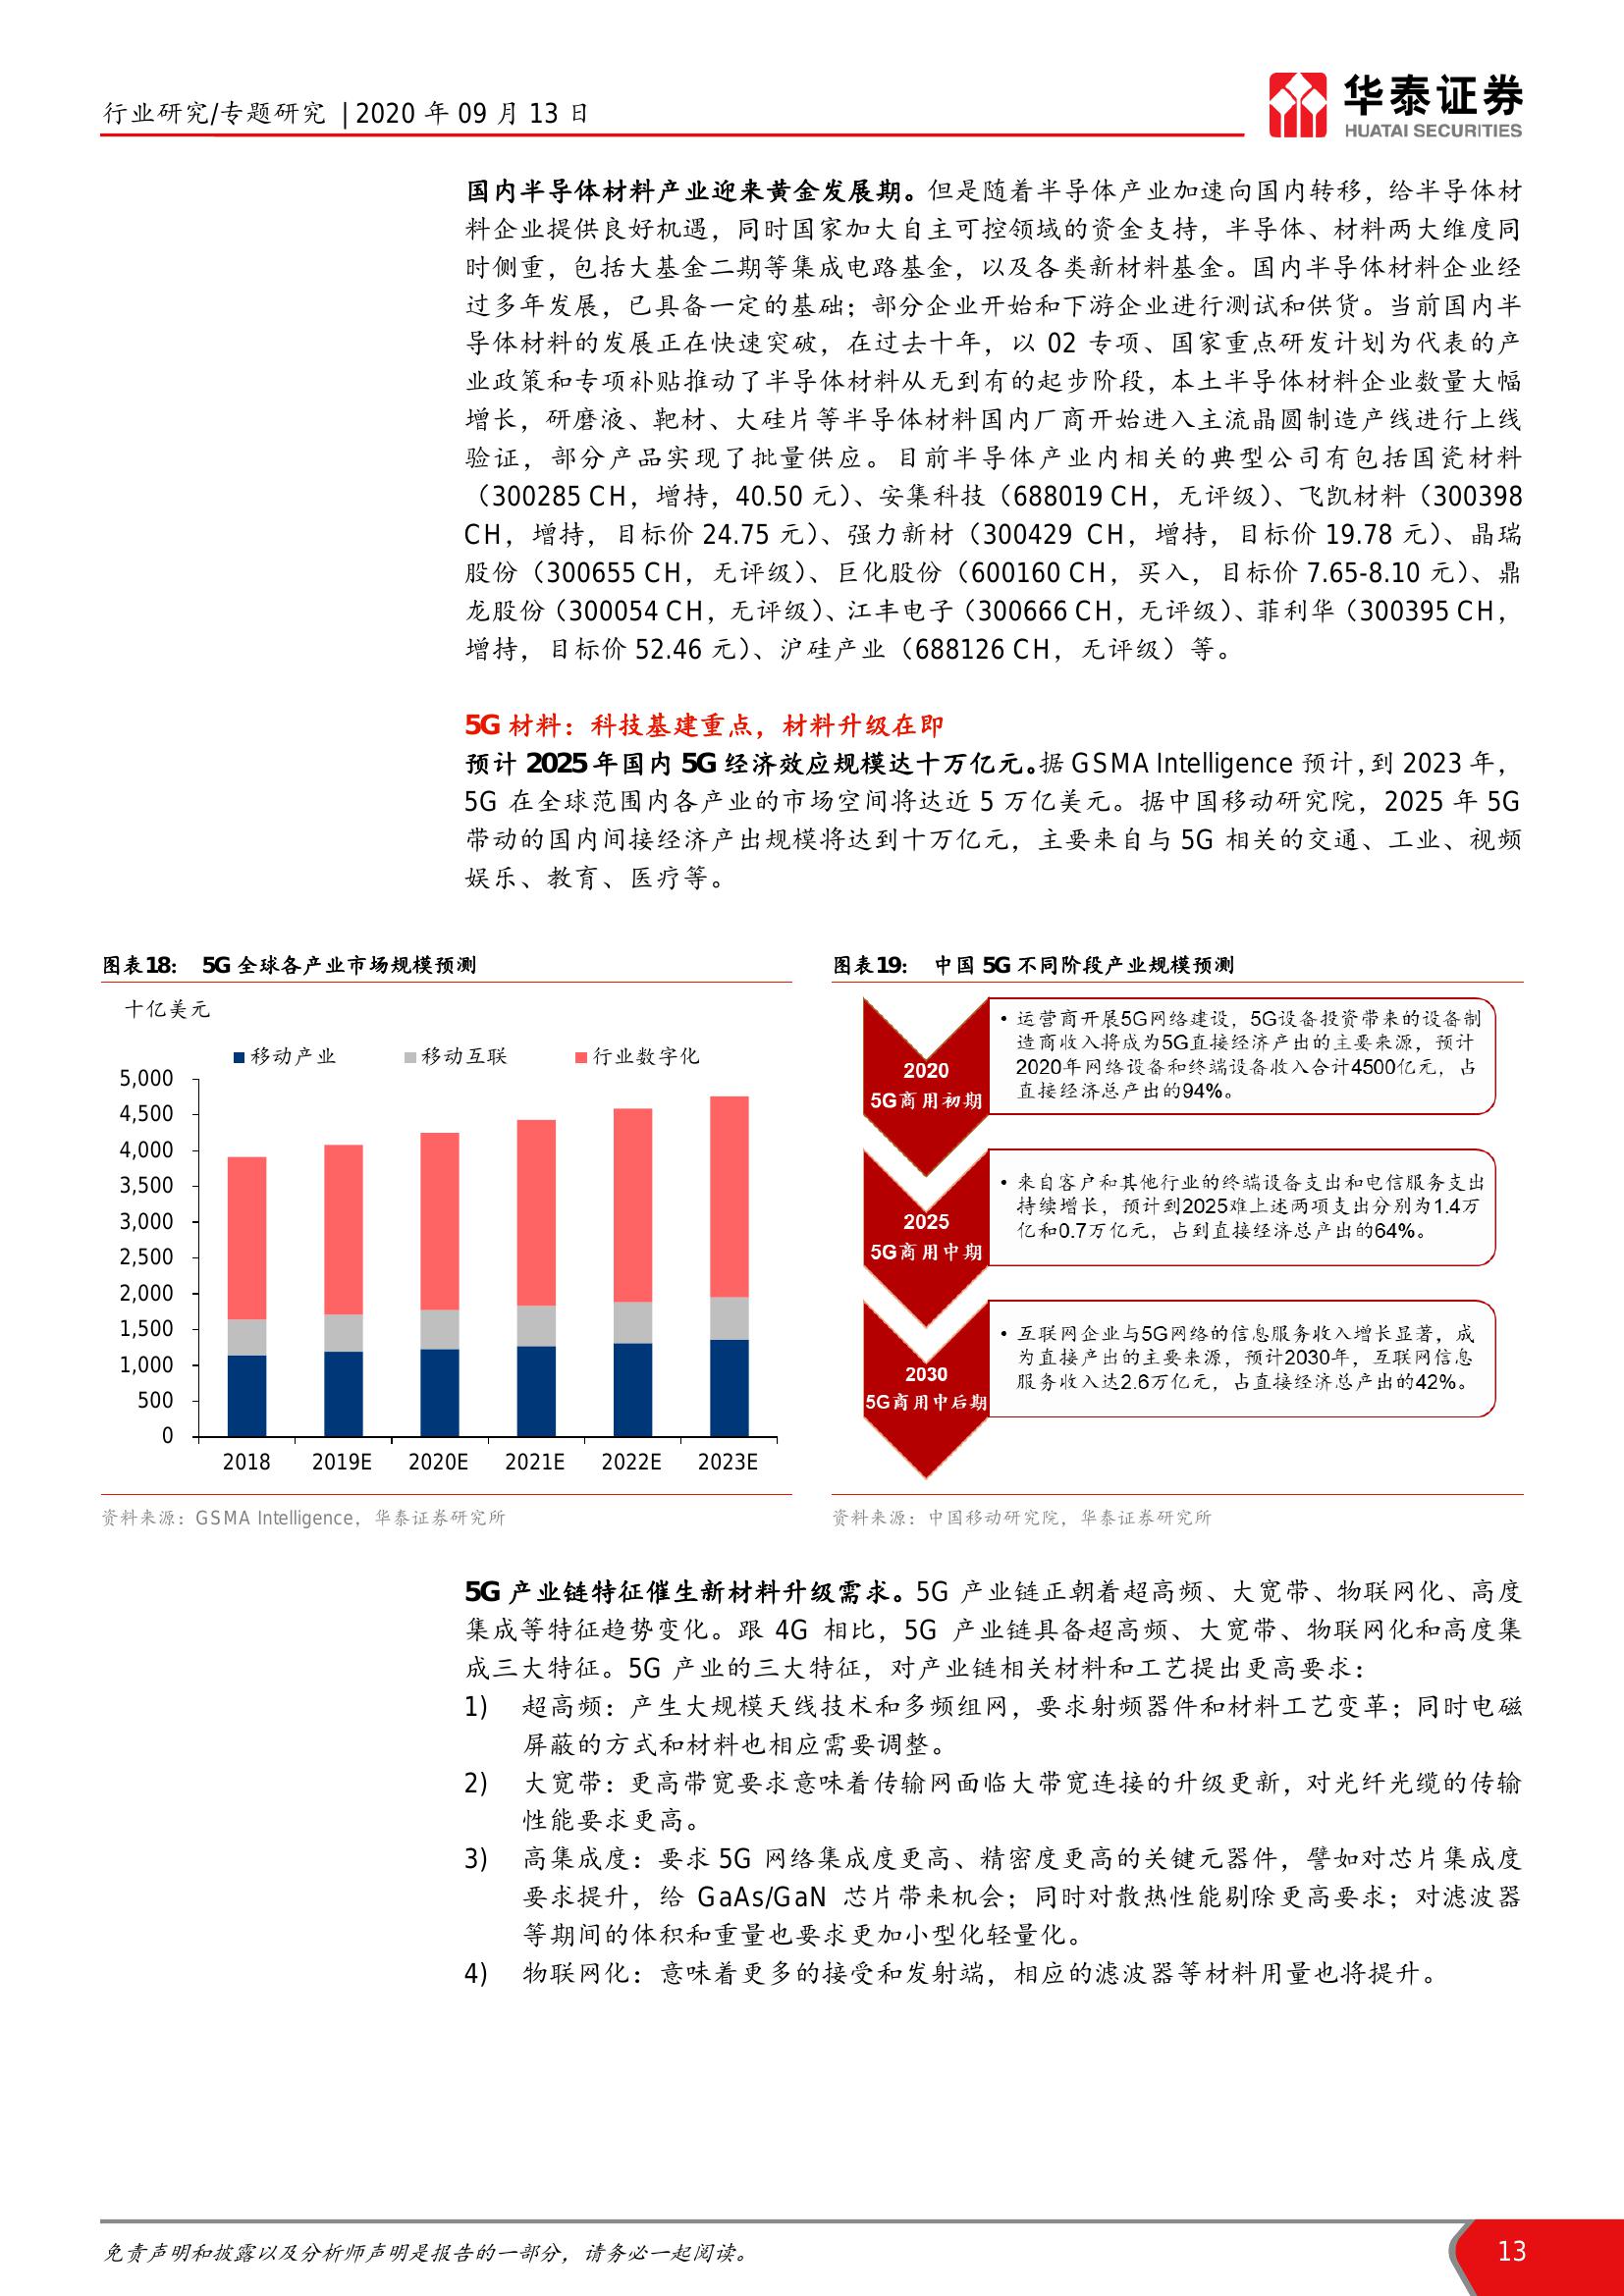 行业研究/专题研究 | 2020 年 09 月 13 日
华泰证券
HUATAI SECURITIES
国内半导体材料产业迎来黄金发展期。但是随着半导体产业加速向国内转移，给半导体材
料企业提供良好机遇，同时国家加大自主可控领域的资金支持，半导体、材料两大维度同
时侧重，包括大基金二期等集成电路基金，以及各类新材料基金。国内半导体材料企业经
过多年发展，已具备一定的基础；部分企业开始和下游企业进行测试和供货。当前国内半
导体材料的发展正在快速突破，在过去十年，以 02 专项、国家重点研发计划为代表的产
业政策和专项补贴推动了半导体材料从无到有的起步阶段，本土半导体材料企业数量大幅
增长，研磨液、靶材、大硅片等半导体材料国内厂商开始进入主流晶圆制造产线进行上线
验证，部分产品实现了批量供应。目前半导体产业内相关的典型公司有包括国瓷材料
（300285 CH，增持，40.50 元）、安集科技（688019 CH，无评级）、飞凯材料（300398
CH，增持，目标价 24.75 元）、强力新材（300429 CH，增持，目标价 19.78 元）、晶瑞
股份（300655 CH，无评级）、巨化股份（600160 CH，买入，目标价 7.65-8.10 元）、鼎
龙股份（300054 CH，无评级）、江丰电子（300666 CH，无评级）、菲利华（300395 CH，
增持，目标价 52.46 元）、沪硅产业（688126 CH，无评级）等。
5G 材料：科技基建重点，材料升级在即
预计 2025 年国内 5G 经济效应规模达十万亿元。据 GSMA Intelligence 预计，到 2023 年，
5G 在全球范围内各产业的市场空间将达近 5 万亿美元。据中国移动研究院，2025 年 5G
带动的国内间接经济产出规模将达到十万亿元，主要来自与 5G 相关的交通、工业、视频
娱乐、教育、医疗等。
图表18： 5G 全球各产业市场规模预测
十亿美元
移动产业 移动互联 行业数字化
5,000
4,500
4,000
3,500
3,000
2,500
2,000
1,500
1,000
500
0
2018 2019E 2020E 2021E 2022E 2023E
资料来源：GSMA Intelligence，华泰证券研究所
图表19： 中国 5G 不同阶段产业规模预测
2020
5G商用初期
• 运营商开展5G网络建设，5G设备投资带来的设备制
造商收入将成为5G直接经济产出的主要来源，预计
2020年网络设备和终端设备收入合计4500亿元，占
直接经济总产出的94%。
2025
5G商用中期
• 来自客户和其他行业的终端设备支出和电信服务支出
持续增长，预计到2025难上述两项支出分别为1.4万
亿和0.7万亿元，占到直接经济总产出的64%。
2030
5G商用中后期
• 互联网企业与5G网络的信息服务收入增长显著，成
为直接产出的主要来源，预计2030年，互联网信息
服务收入达2.6万亿元，占直接经济总产出的42%。
资料来源：中国移动研究院，华泰证券研究所
5G 产业链特征催生新材料升级需求。5G 产业链正朝着超高频、大宽带、物联网化、高度
集成等特征趋势变化。跟 4G 相比，5G 产业链具备超高频、大宽带、物联网化和高度集
成三大特征。5G 产业的三大特征，对产业链相关材料和工艺提出更高要求：
1) 超高频：产生大规模天线技术和多频组网，要求射频器件和材料工艺变革；同时电磁
屏蔽的方式和材料也相应需要调整。
2) 大宽带：更高带宽要求意味着传输网面临大带宽连接的升级更新，对光纤光缆的传输
性能要求更高。
3) 高集成度：要求 5G 网络集成度更高、精密度更高的关键元器件，譬如对芯片集成度
要求提升，给 GaAs/GaN 芯片带来机会；同时对散热性能剔除更高要求；对滤波器
等期间的体积和重量也要求更加小型化轻量化。
4) 物联网化：意味着更多的接受和发射端，相应的滤波器等材料用量也将提升。
免责声明和披露以及分析师声明是报告的一部分，请务必一起阅读。
13